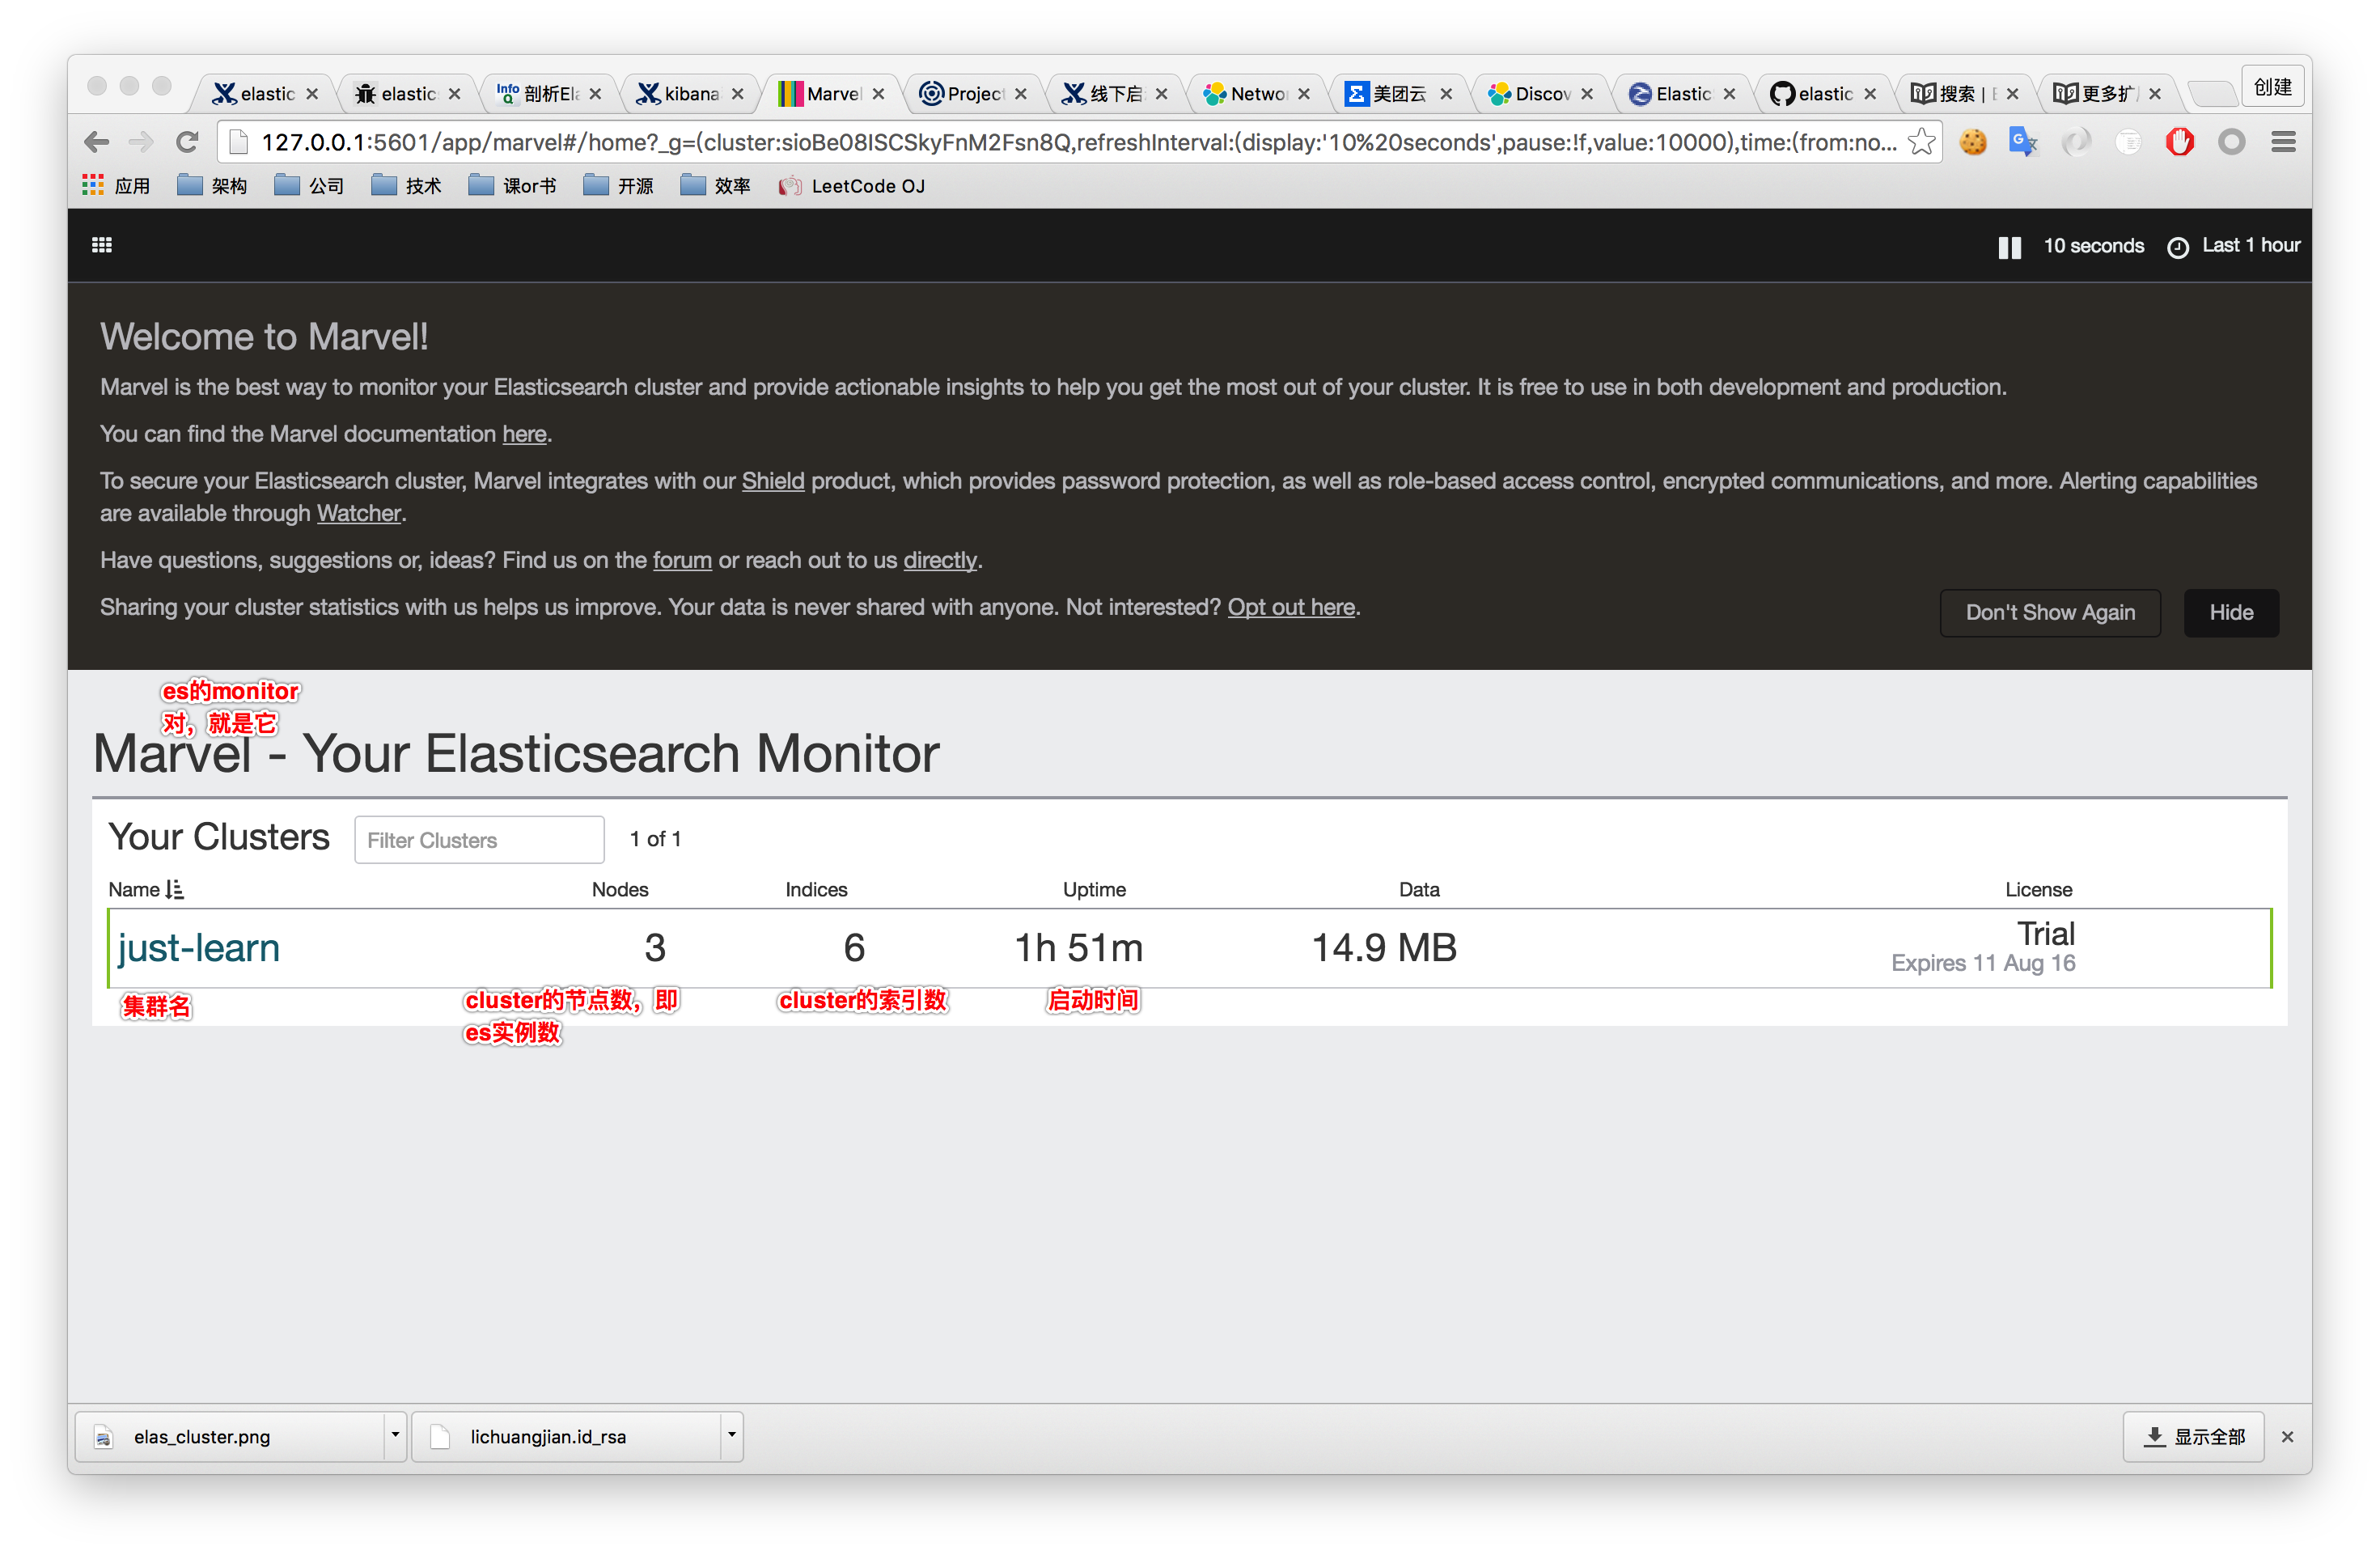 elastic
elastic
剖析Ela
kibana
Marvel
Project
线下启
Networ
美团云
Discov
Elastic
elastic
搜索 | E
更多扩
创建
127.0.0.1:5601/app/marvel#/home?_g=(cluster:sioBe08ISCSkyFnM2Fsn8Q,refreshInterval:(display:'10%20seconds',pause:!f,value:10000),time:(from:no...
应用
架构
公司
技术
课or书
开源
效率
LeetCode OJ
10 seconds
Last 1 hour
Welcome to Marvel!
Marvel is the best way to monitor your Elasticsearch cluster and provide actionable insights to help you get the most out of your cluster. It is free to use in both development and production.
You can find the Marvel documentation here.
To secure your Elasticsearch cluster, Marvel integrates with our Shield product, which provides password protection, as well as role-based access control, encrypted communications, and more. Alerting capabilities
are available through Watcher.
Have questions, suggestions or, ideas? Find us on the forum or reach out to us directly.
Sharing your cluster statistics with us helps us improve. Your data is never shared with anyone. Not interested? Opt out here.
Don't Show Again
Hide
es的monitor
对，就是它
Marvel - Your Elasticsearch Monitor
Your Clusters
Filter Clusters
1 of 1
Name
Nodes
Indices
Uptime
Data
License
just-learn
3
6
1h 51m
14.9 MB
Trial
Expires 11 Aug 16
集群名
cluster的节点数，即
es实例数
cluster的索引数
启动时间
elas_cluster.png
lichuangjian.id_rsa
显示全部